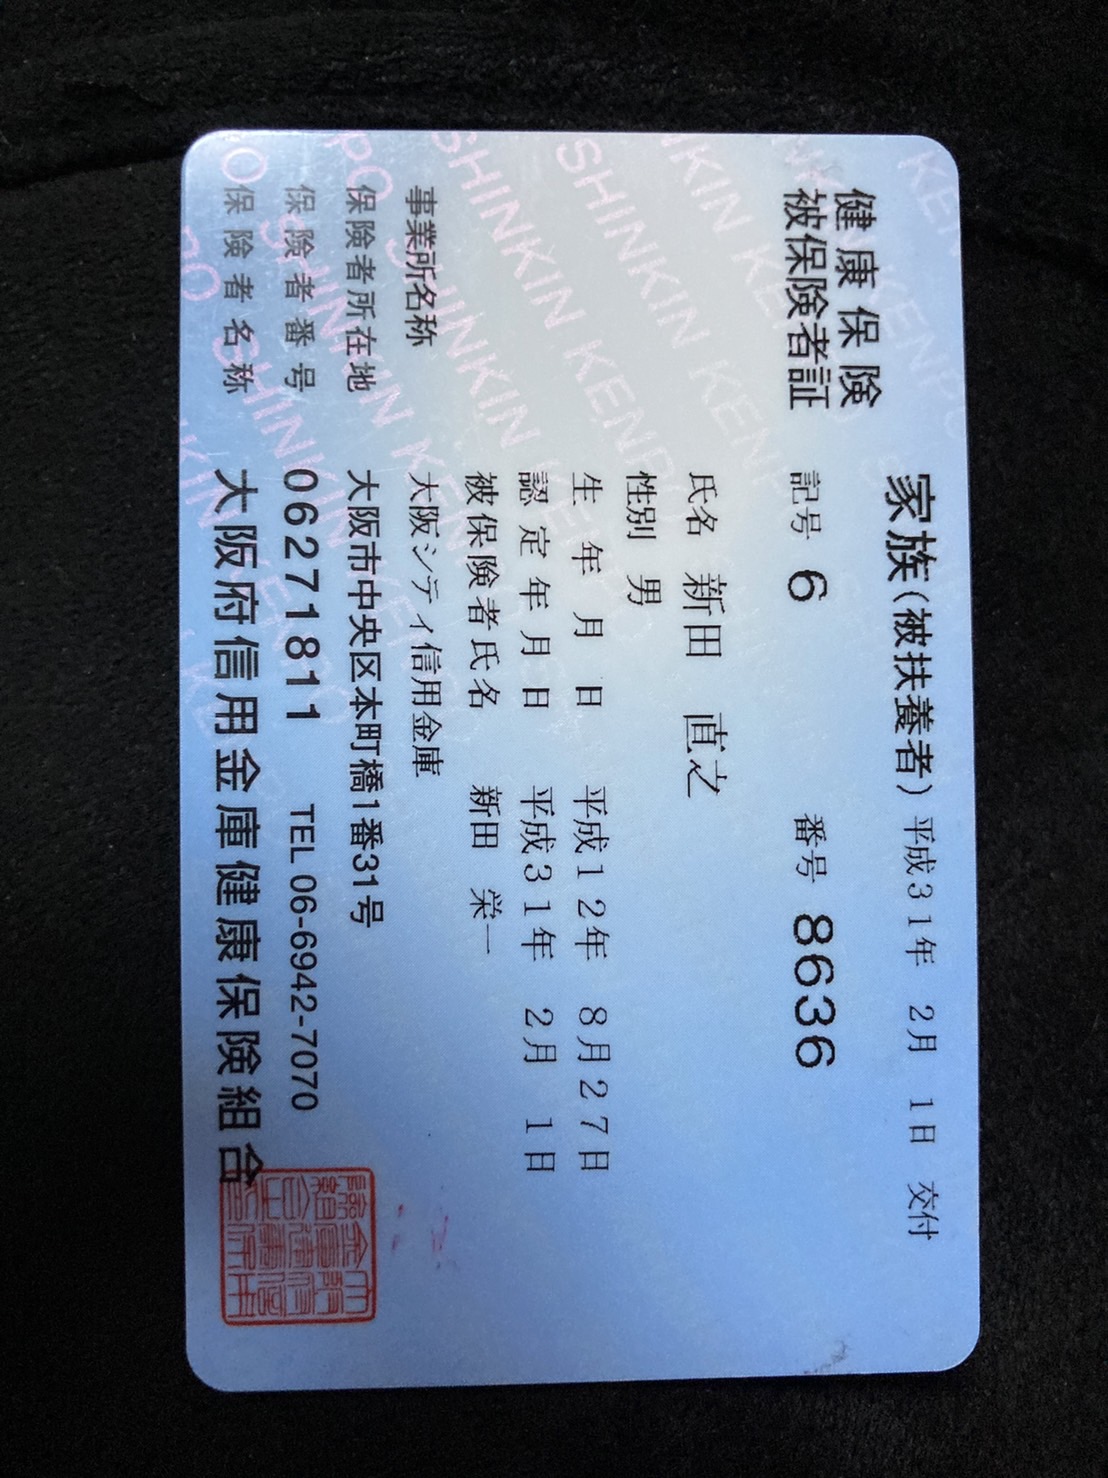 健康保険
被保険者証
家族(被扶養者) 平成31年 2月 1日 交付
記号 6 番号 8636
氏名 新田 直之
性別 男
生年月日 平成12年 8月27日
認定年月日 平成31年 2月 1日
被保険者氏名 新田 栄一
事業所名称 大阪シティ信用金庫
保険者所在地 大阪市中央区本町橋1番31号
保険者番号 06271811 TEL 06-6942-7070
保険者名称 大阪府信用金庫健康保険組合
SHINKIN KENPO